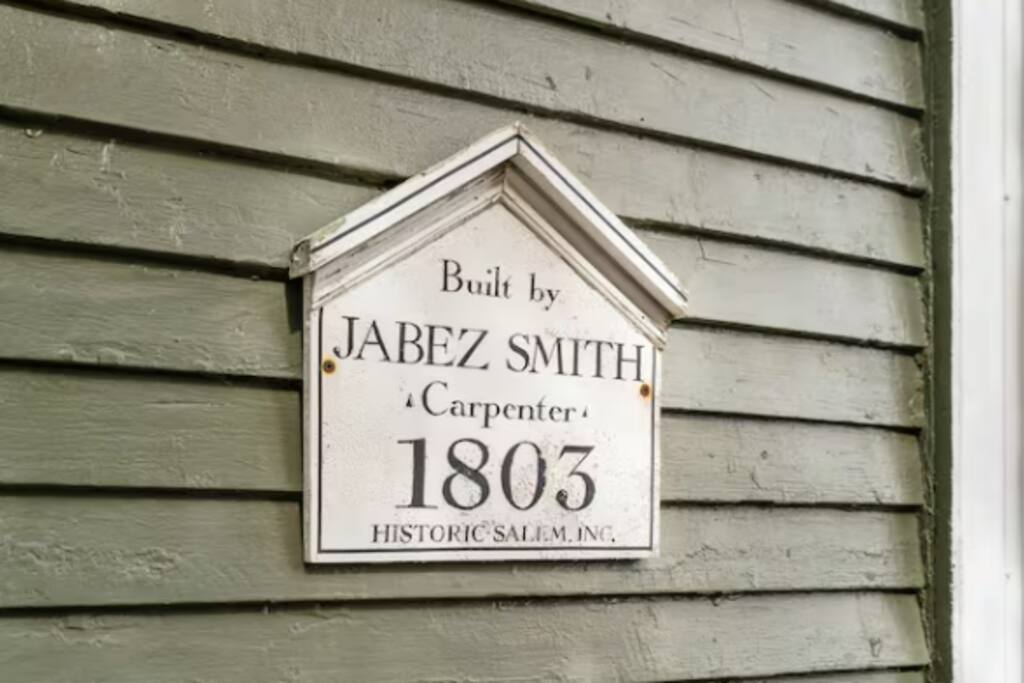 Built by
JABEZ SMITH
Carpenter
1803
HISTORIC SALEM, INC.